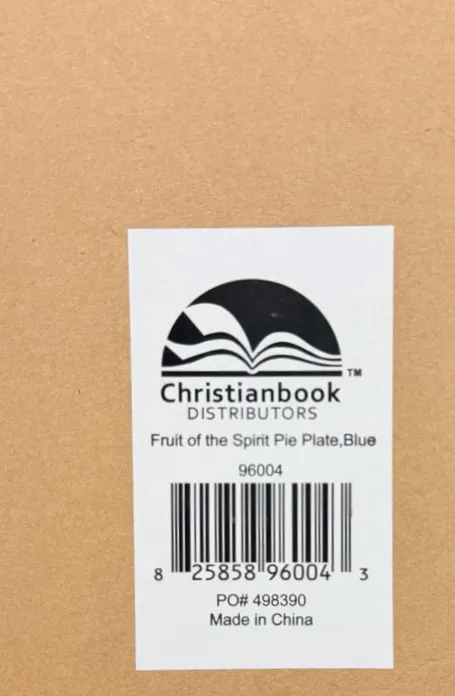 TM
Christianbook
DISTRIBUTORS
Fruit of the Spirit Pie Plate,Blue
96004
8 25858 96004 3
PO# 498390
Made in China